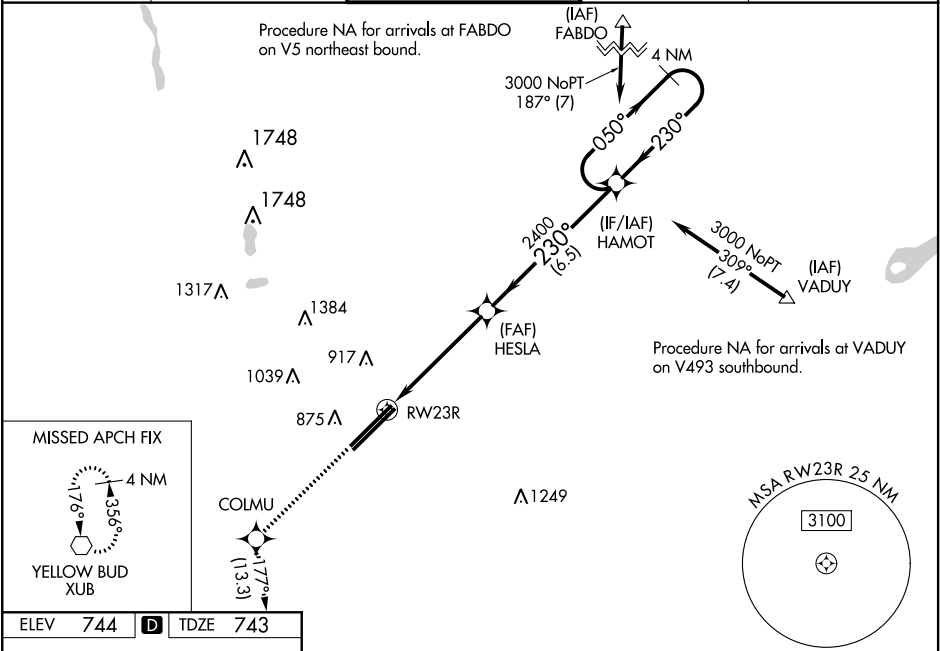 Procedure NA for arrivals at FABDO
on V5 northeast bound.
(IAF)
FABDO
4 NM
3000 NoPT
187° (7)
050°
230°
1748
1748
(IF/IAF)
HAMOT
2400
230°
(6.5)
3000 NoPT
309°
(7.4)
(IAF)
VADUY
1317
1384
(FAF)
HESLA
917
1039
Procedure NA for arrivals at VADUY
on V493 southbound.
875
RW23R
MISSED APCH FIX
4 NM
176°
356°
YELLOW BUD
XUB
COLMU
177°
(13.3)
1249
MSA RW23R 25 NM
3100
ELEV 744 D TDZE 743